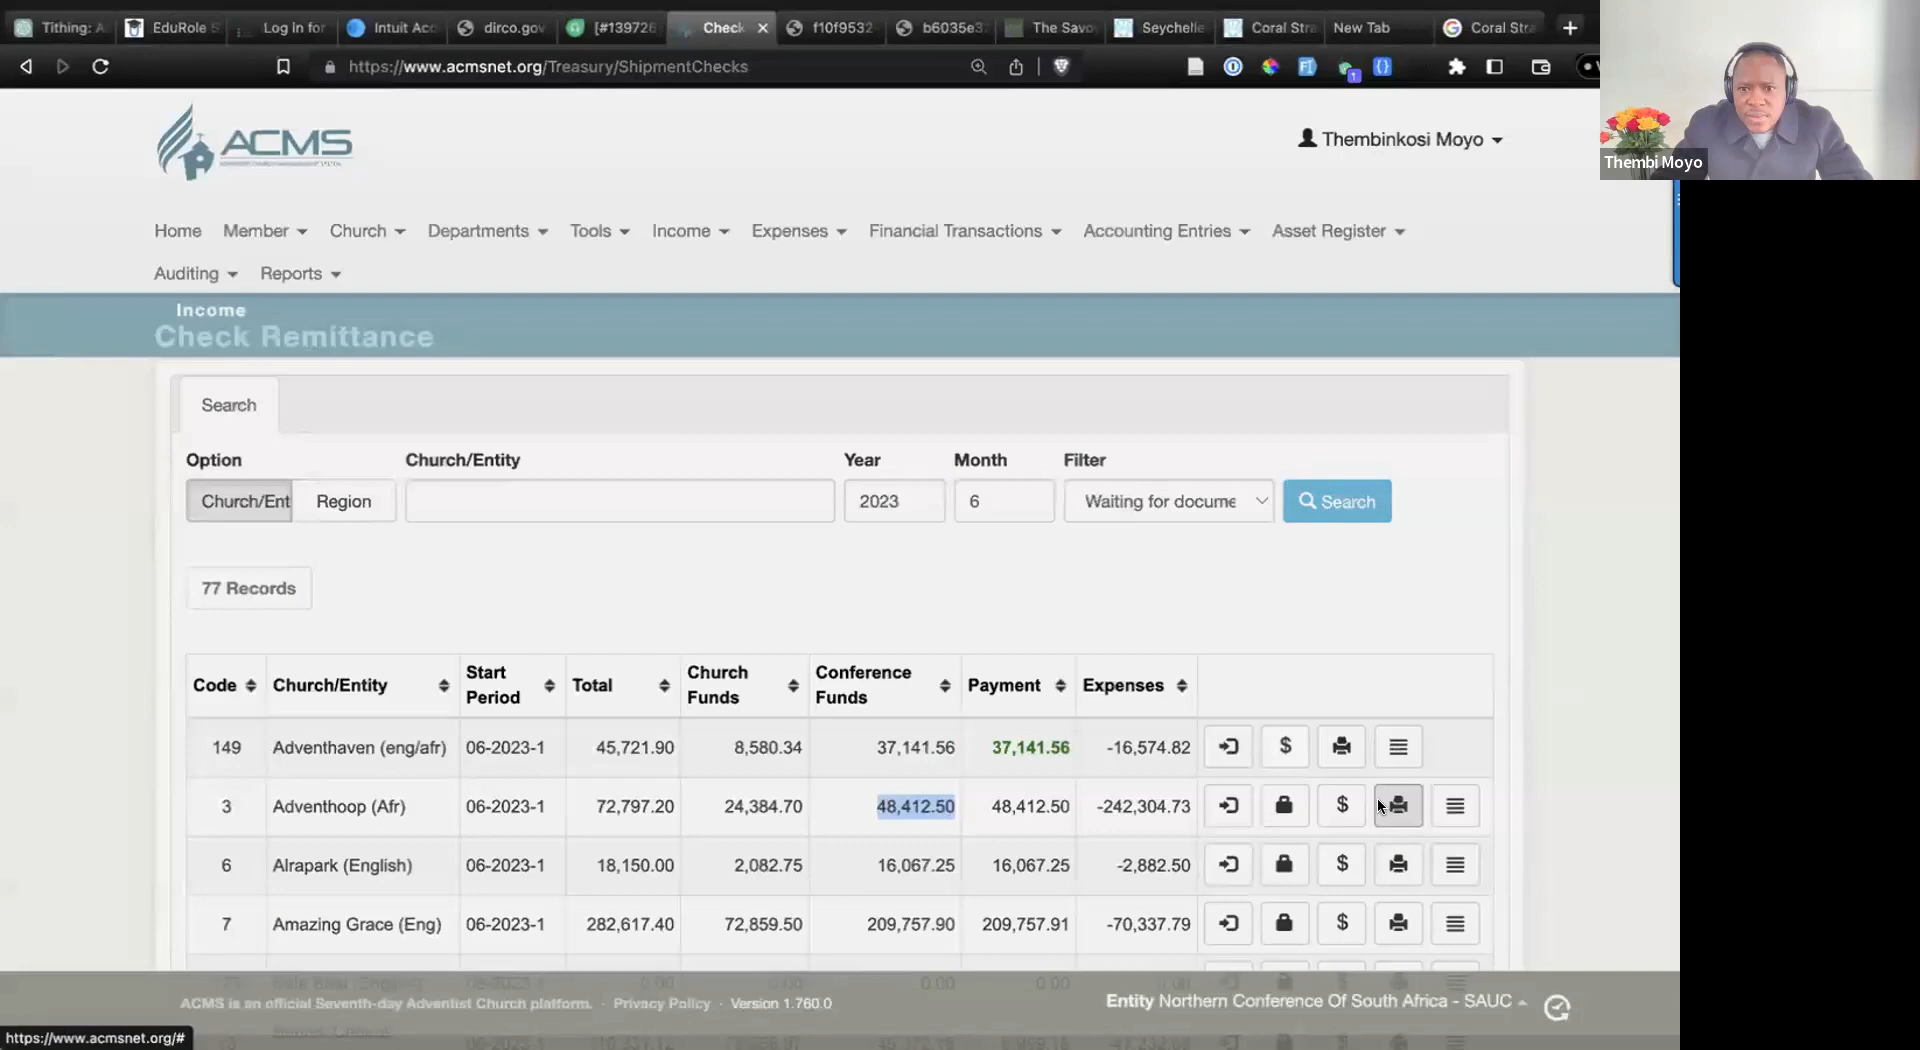 Tithing: A
EduRole S
Log in for
Intuit Acc
dirco.gov
[#139726
Check
f10f9532-
b6035e3
The Savo
Seychelle
Coral Stra
New Tab
Coral Stra
https://www.acmsnet.org/Treasury/ShipmentChecks
Thembi Moyo
ACMS
Thembinkosi Moyo
Home Member Church Departments Tools Income Expenses Financial Transactions Accounting Entries Asset Register
Auditing Reports
Income
Check Remittance
Search
Option Church/Entity Year Month Filter
Church/Ent Region 2023 6 Waiting for docume Search
77 Records
Code Church/Entity Start Period Total Church Funds Conference Funds Payment Expenses
149 Adventhaven (eng/afr) 06-2023-1 45,721.90 8,580.34 37,141.56 37,141.56 -16,574.82 $
3 Adventhoop (Afr) 06-2023-1 72,797.20 24,384.70 48,412.50 48,412.50 -242,304.73 $
6 Alrapark (English) 06-2023-1 18,150.00 2,082.75 16,067.25 16,067.25 -2,882.50 $
7 Amazing Grace (Eng) 06-2023-1 282,617.40 72,859.50 209,757.90 209,757.91 -70,337.79 $
0.00 0.00
ACMS is an official Seventh-day Adventist Church platform. · Privacy Policy · Version 1.760.0
Entity Northern Conference Of South Africa - SAUC
https://www.acmsnet.org/#